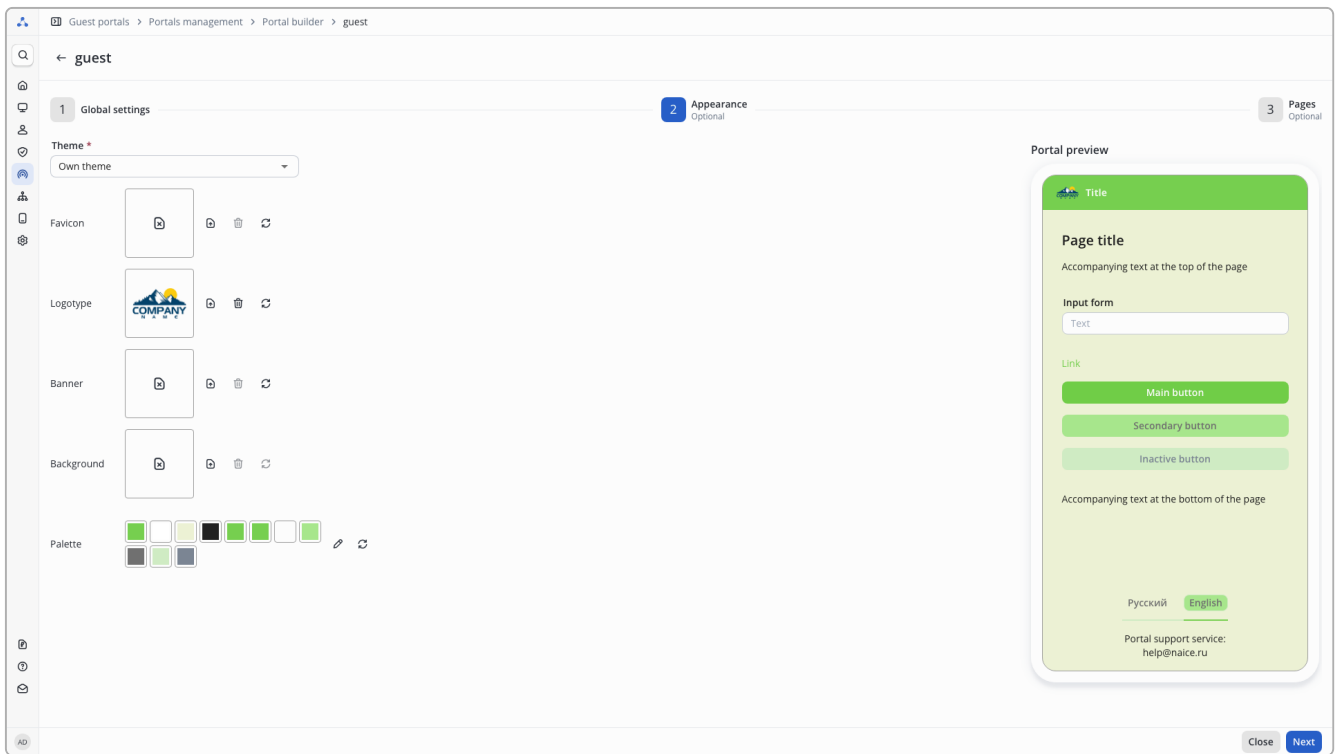 Guest portals > Portals management > Portal builder > guest
← guest
1 Global settings
2 Appearance
Optional
3 Pages
Optional
Theme *
Own theme
Favicon
Logotype
COMPANY
NAME
Banner
Background
Palette
Portal preview
COMPANY
Title
Page title
Accompanying text at the top of the page
Input form
Text
Link
Main button
Secondary button
Inactive button
Accompanying text at the bottom of the page
Русский English
Portal support service:
help@naice.ru
AD
Close Next